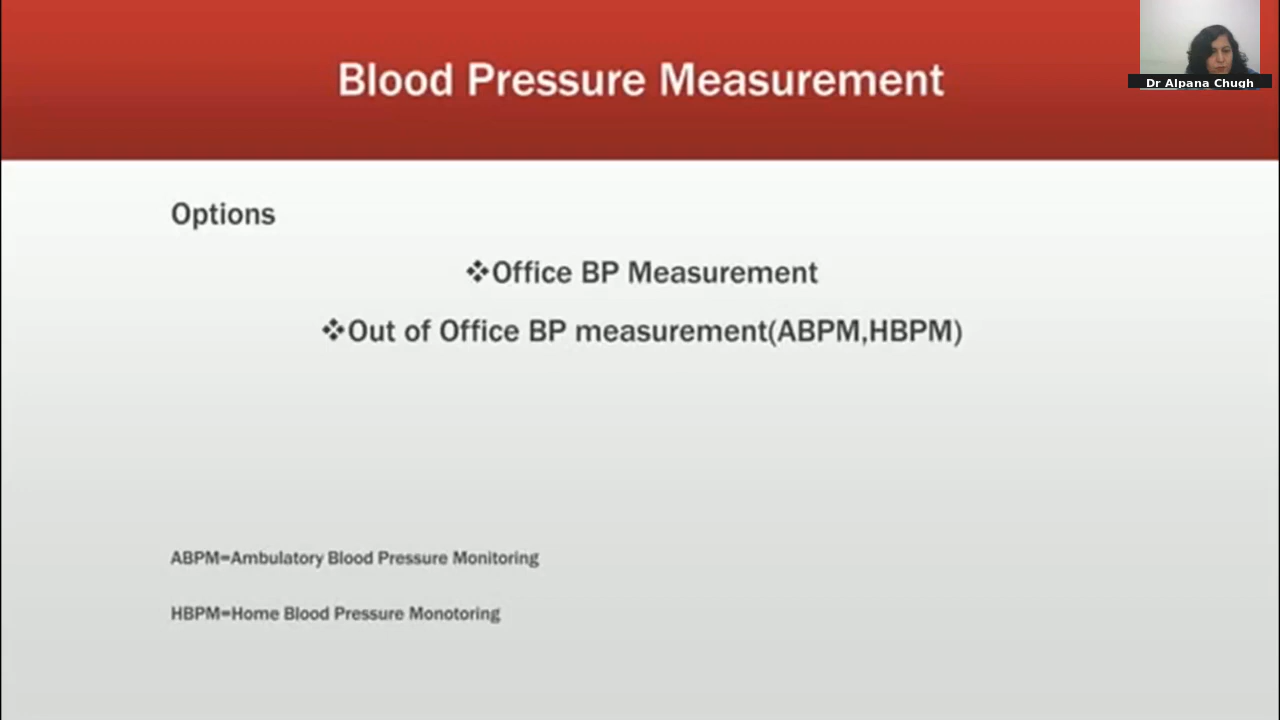 Blood Pressure Measurement
Dr Alpana Chugh
Options
❖Office BP Measurement
❖Out of Office BP measurement(ABPM,HBPM)
ABPM=Ambulatory Blood Pressure Monitoring
HBPM=Home Blood Pressure Monotoring